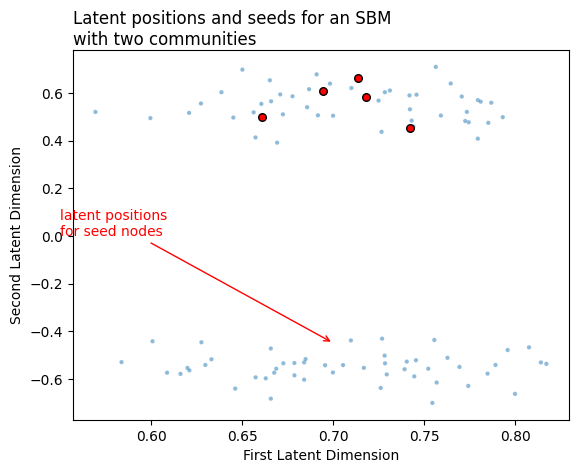 Latent positions and seeds for an SBM
with two communities
Second Latent Dimension
0.6
0.4
0.2
0.0
−0.2
−0.4
−0.6
latent positions
for seed nodes
0.60
0.65
0.70
0.75
0.80
First Latent Dimension